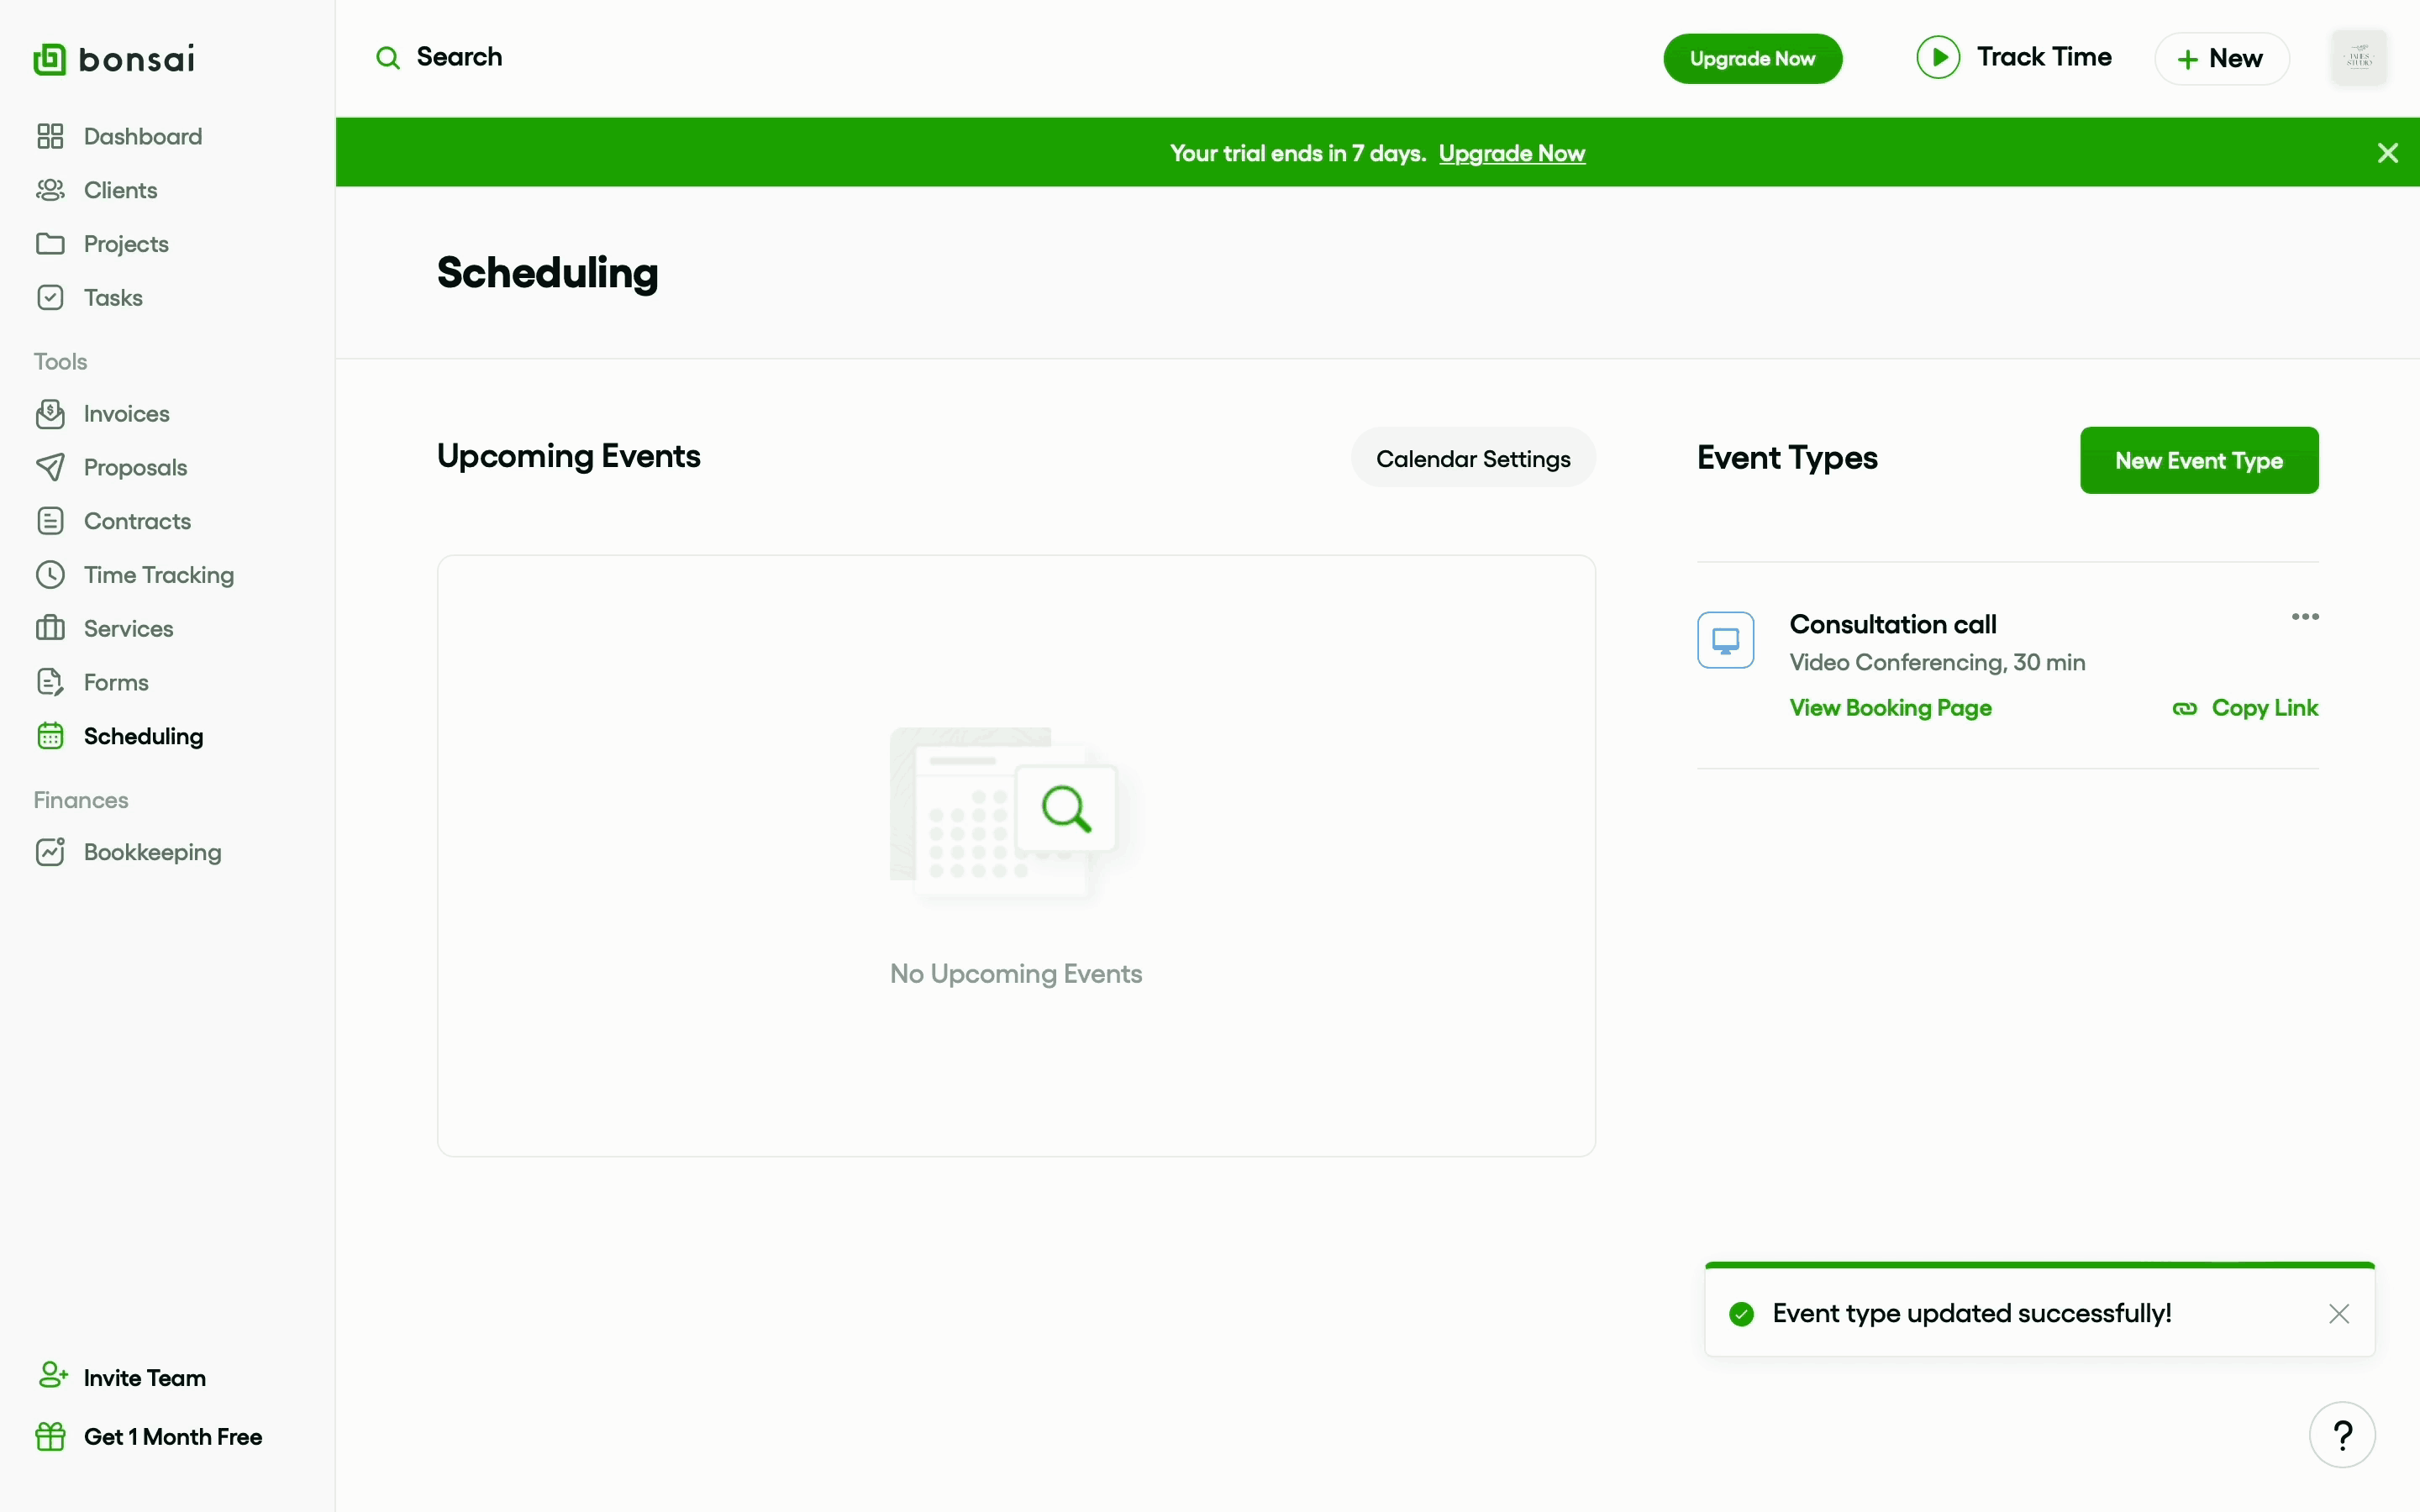 bonsai
Search
Upgrade Now
Track Time
New
Your trial ends in 7 days. Upgrade Now
Dashboard
Clients
Projects
Tasks
Tools
Invoices
Proposals
Contracts
Time Tracking
Services
Forms
Scheduling
Finances
Bookkeeping
Invite Team
Get 1 Month Free
Scheduling
Upcoming Events
Calendar Settings
No Upcoming Events
Event Types
New Event Type
Consultation call
Video Conferencing, 30 min
View Booking Page
Copy Link
Event type updated successfully!
?